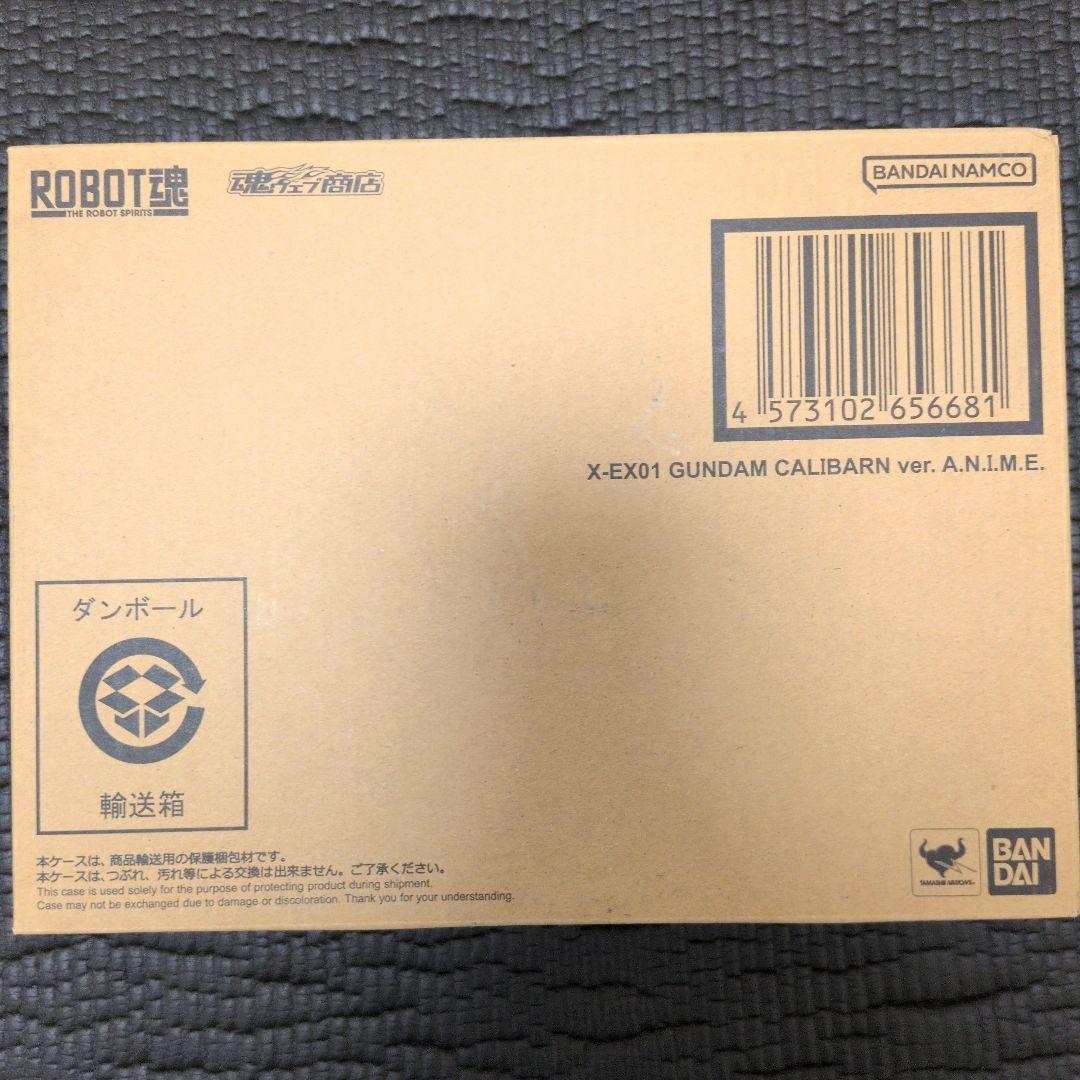 ROBOT魂
THE ROBOT SPIRITS
魂ウェブ商店
BANDAI NAMCO
4 573102 656681
X-EX01 GUNDAM CALIBARN ver. A.N.I.M.E.
ダンボール
輸送箱
本ケースは、商品輸送用の保護梱包材です。
本ケースは、つぶれ、汚れ等による交換は出来ません。ご了承ください。
This case is used solely for the purpose of protecting product during shipment.
Case may not be exchanged due to damage or discoloration. Thank you for your understanding.
TAMASHII NATIONS
BAN
DAI